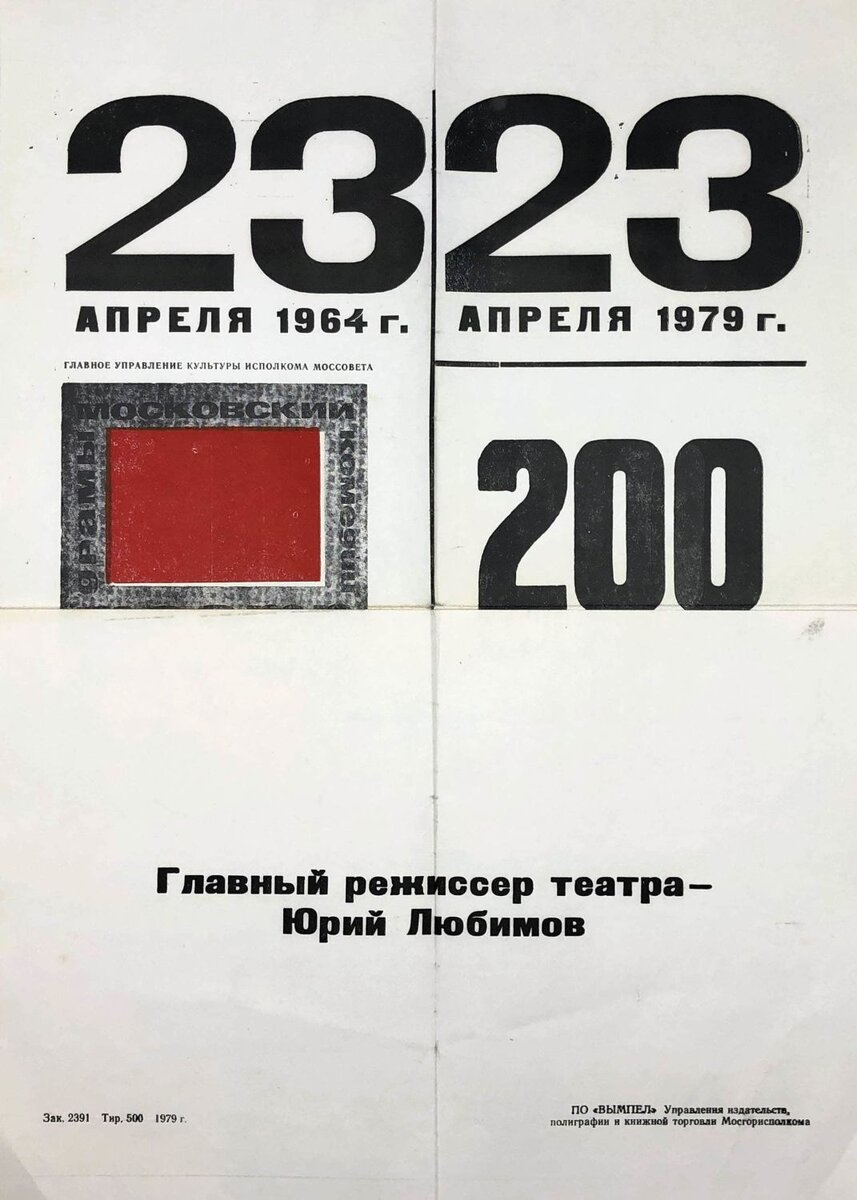 23 23
АПРЕЛЯ 1964 г. АПРЕЛЯ 1979 г.
ГЛАВНОЕ УПРАВЛЕНИЕ КУЛЬТУРЫ ИСПОЛКОМА МОССОВЕТА
московский
драмы
комедии
200
Главный режиссер театра—
Юрий Любимов
Зак. 2391 Тир. 500 1979 г.
ПО «ВЫМПЕЛ» Управления издательств,
полиграфии и книжной торговли Мосгорисполкома